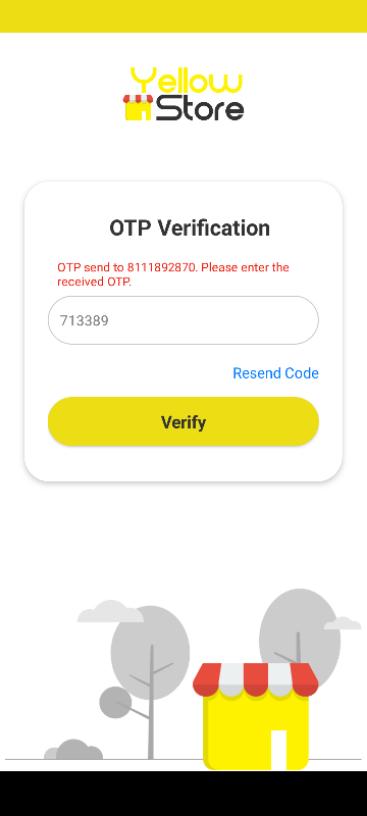 Yellow
Store
OTP Verification
OTP send to 8111892870. Please enter the
received OTP.
713389
Resend Code
Verify